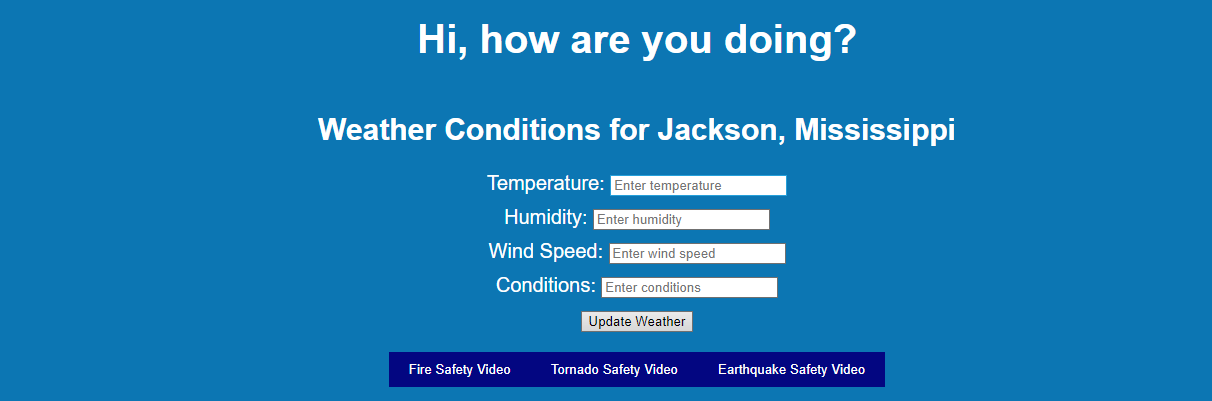 Hi, how are you doing?
Weather Conditions for Jackson, Mississippi
Temperature: Enter temperature
Humidity: Enter humidity
Wind Speed: Enter wind speed
Conditions: Enter conditions
Update Weather
Fire Safety Video Tornado Safety Video Earthquake Safety Video